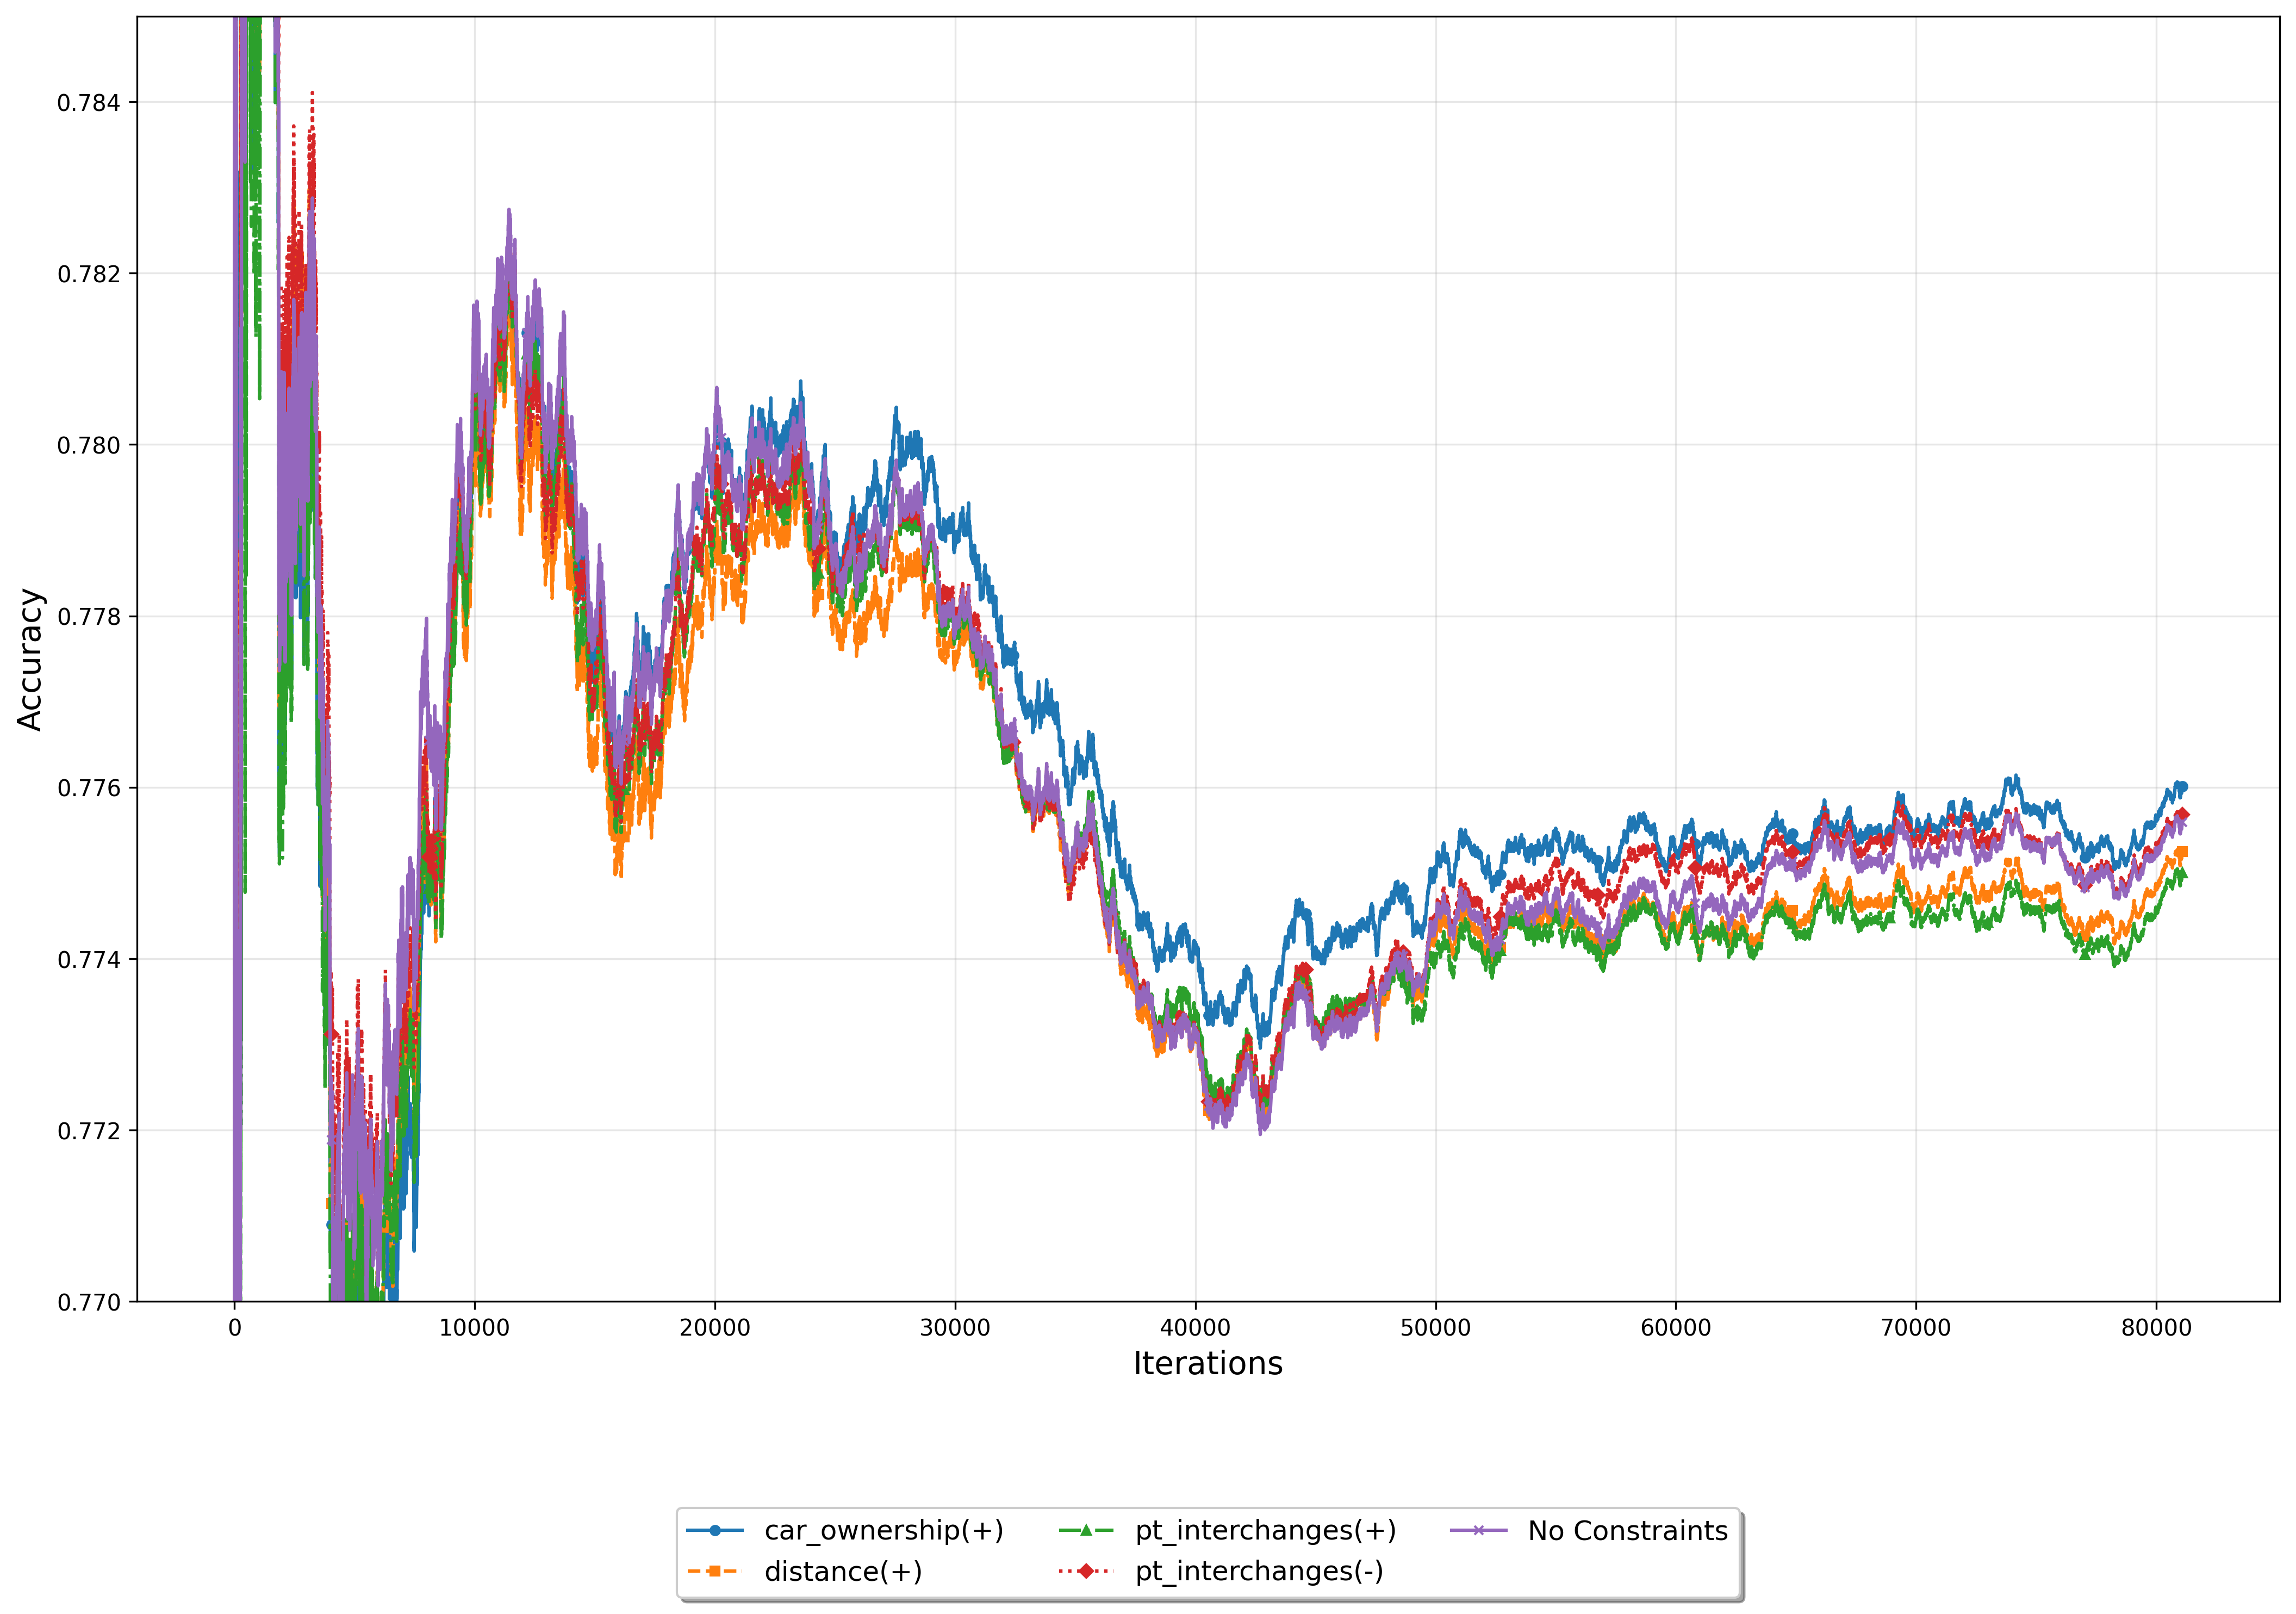 Accuracy
0.784
0.782
0.780
0.778
0.776
0.774
0.772
0.770
0 10000 20000 30000 40000 50000 60000 70000 80000
Iterations
car_ownership(+) pt_interchanges(+) No Constraints
distance(+) pt_interchanges(-)